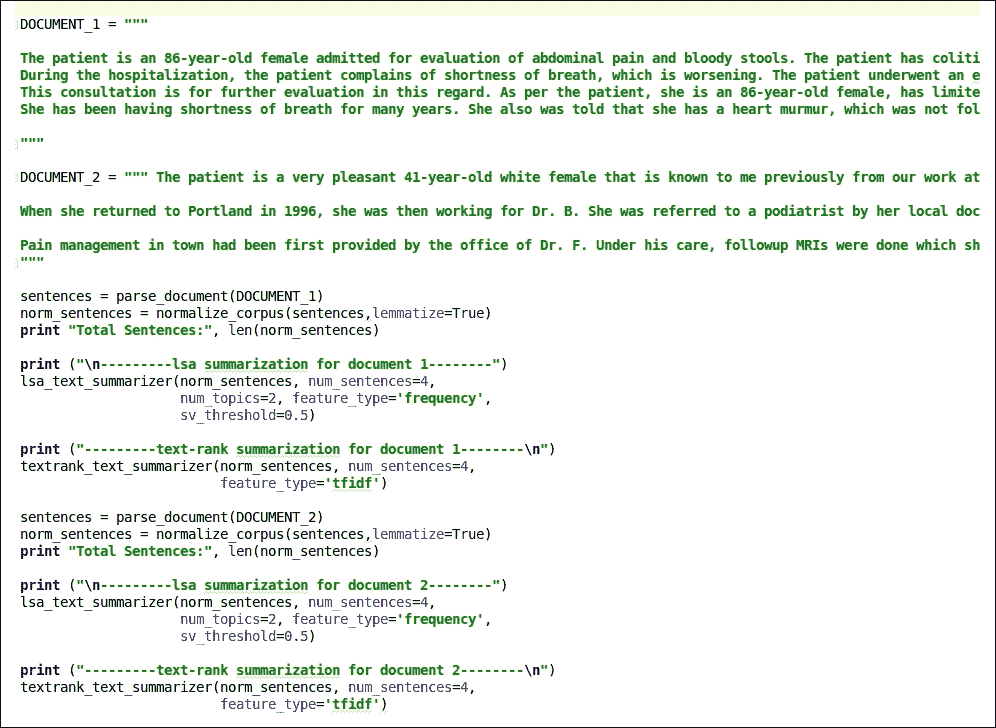 DOCUMENT_1 = """
The patient is an 86-year-old female admitted for evaluation of abdominal pain and bloody stools. The patient has coliti
During the hospitalization, the patient complains of shortness of breath, which is worsening. The patient underwent an e
This consultation is for further evaluation in this regard. As per the patient, she is an 86-year-old female, has limite
She has been having shortness of breath for many years. She also was told that she has a heart murmur, which was not fol
"""
DOCUMENT_2 = """ The patient is a very pleasant 41-year-old white female that is known to me previously from our work at
When she returned to Portland in 1996, she was then working for Dr. B. She was referred to a podiatrist by her local doc
Pain management in town had been first provided by the office of Dr. F. Under his care, followup MRIs were done which sh
"""
sentences = parse_document(DOCUMENT_1)
norm_sentences = normalize_corpus(sentences,lemmatize=True)
print "Total Sentences:", len(norm_sentences)
print ("\n---------lsa summarization for document 1--------")
lsa_text_summarizer(norm_sentences, num_sentences=4,
num_topics=2, feature_type='frequency',
sv_threshold=0.5)
print ("---------text-rank summarization for document 1--------\n")
textrank_text_summarizer(norm_sentences, num_sentences=4,
feature_type='tfidf')
sentences = parse_document(DOCUMENT_2)
norm_sentences = normalize_corpus(sentences,lemmatize=True)
print "Total Sentences:", len(norm_sentences)
print ("\n---------lsa summarization for document 2--------")
lsa_text_summarizer(norm_sentences, num_sentences=4,
num_topics=2, feature_type='frequency',
sv_threshold=0.5)
print ("---------text-rank summarization for document 2--------\n")
textrank_text_summarizer(norm_sentences, num_sentences=4,
feature_type='tfidf')